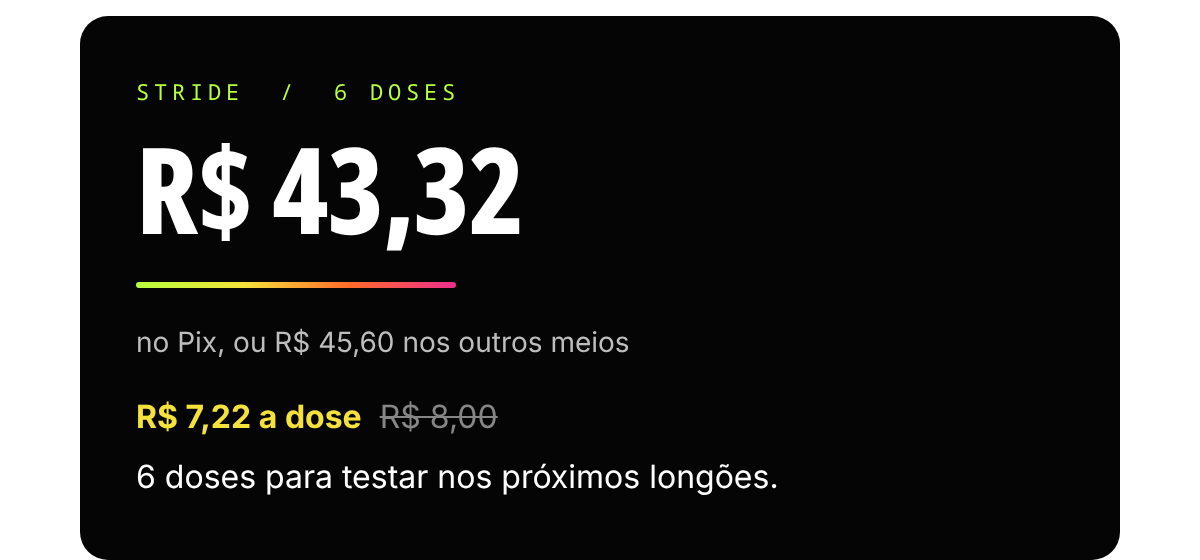 STRIDE / 6 DOSES
R$ 43,32
no Pix, ou R$ 45,60 nos outros meios
R$ 7,22 a dose R$ 8,00
6 doses para testar nos próximos longões.